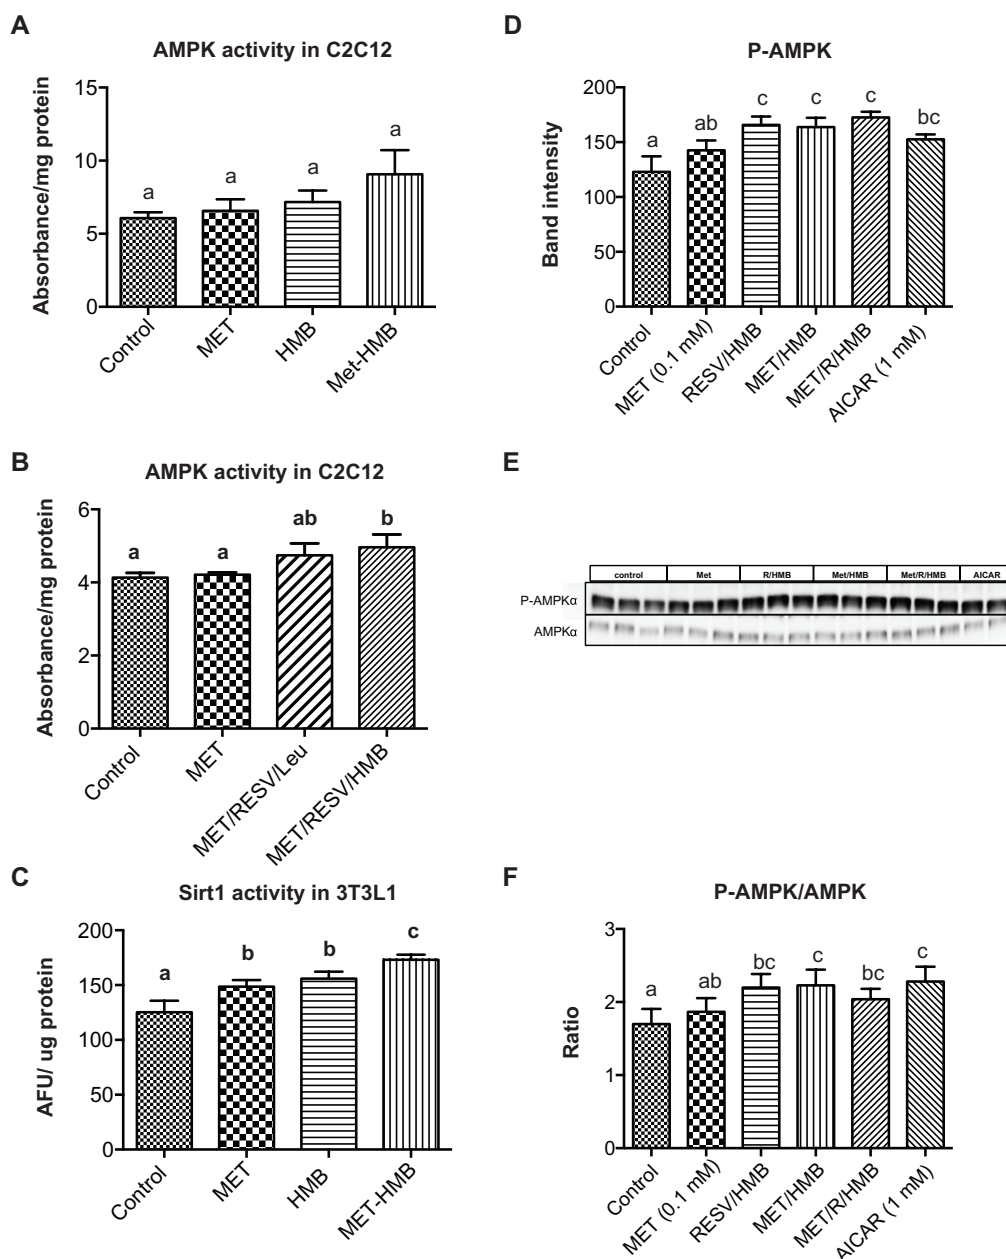 A
AMPK activity in C2C12
Absorbance/mg protein
15
10
5
0
a
a
a
a
Control
MET
HMB
Met-HMB
B
AMPK activity in C2C12
Absorbance/mg protein
6
4
2
0
a
a
ab
b
Control
MET
MET/RESV/Leu
MET/RESV/HMB
C
Sirt1 activity in 3T3L1
AFU/ ug protein
200
150
100
50
0
a
b
b
c
Control
MET
HMB
MET-HMB
D
P-AMPK
Band intensity
200
150
100
50
0
a
ab
c
c
c
bc
Control
MET (0.1 mM)
RESV/HMB
MET/HMB
MET/R/HMB
AICAR (1 mM)
E
control Met R/HMB Met/HMB Met/R/HMB AICAR
P-AMPKα
AMPKα
F
P-AMPK/AMPK
Ratio
3
2
1
0
a
ab
bc
c
bc
c
Control
MET (0.1 mM)
RESV/HMB
MET/HMB
MET/R/HMB
AICAR (1 mM)